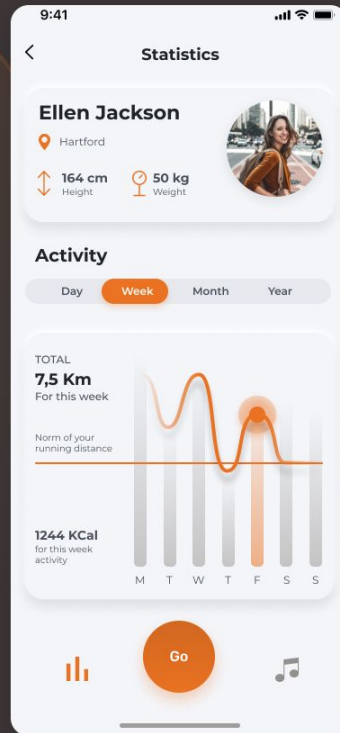 9:41
Statistics
Ellen Jackson
Hartford
164 cm
Height
50 kg
Weight
Activity
Day Week Month Year
TOTAL
7,5 Km
For this week
Norm of your
running distance
1244 KCal
for this week
activity
M T W T F S S
Go